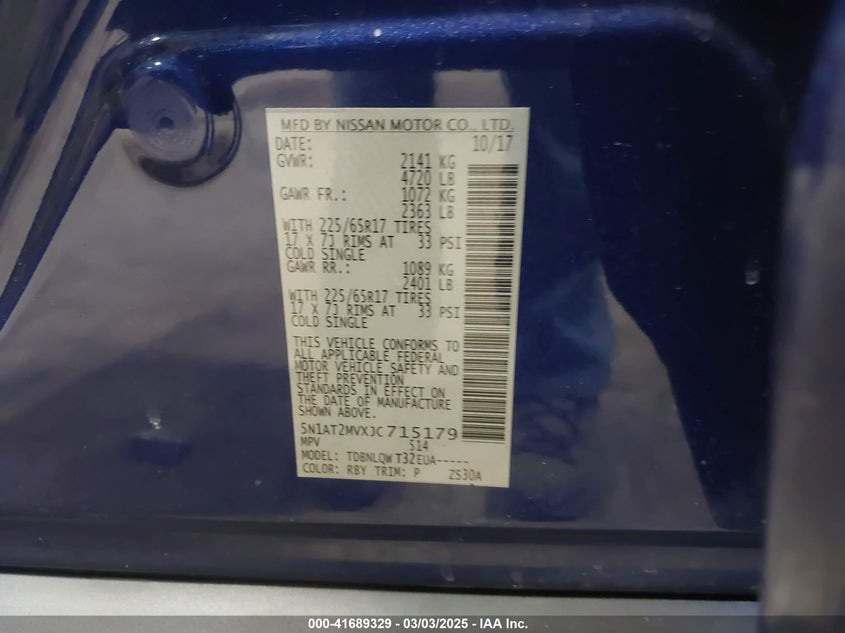 MFD BY NISSAN MOTOR CO., LTD.
DATE: 10/17
GVWR: 2141 KG
4720 LB
GAWR FR.: 1072 KG
2363 LB
WITH 225/65R17 TIRES
17 X 7J RIMS AT 33 PSI
COLD SINGLE
GAWR RR.: 1089 KG
2401 LB
WITH 225/65R17 TIRES
17 X 7J RIMS AT 33 PSI
COLD SINGLE
THIS VEHICLE CONFORMS TO
ALL APPLICABLE FEDERAL
MOTOR VEHICLE SAFETY AND
THEFT PREVENTION
STANDARDS IN EFFECT ON
THE DATE OF MANUFACTURE
SHOWN ABOVE.
5N1AT2MVXJC715179
MPV 514
MODEL: TDBNLQWT32EUA-----
COLOR: RBY TRIM: P ZS30A
000-41689329 — 03/03/2025 — IAA Inc.